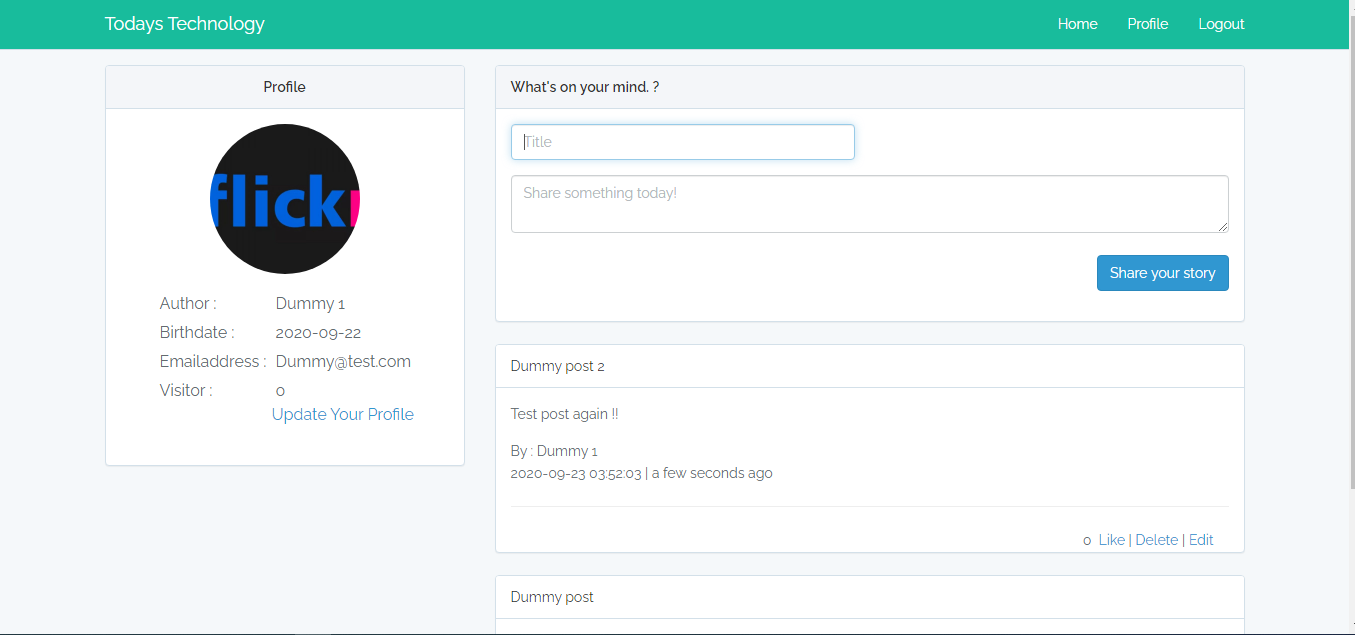 Todays Technology
Home Profile Logout
Profile
flickr
Author : Dummy 1
Birthdate : 2020-09-22
Emailaddress : Dummy@test.com
Visitor : 0
Update Your Profile
What's on your mind. ?
Title
Share something today!
Share your story
Dummy post 2
Test post again !!
By : Dummy 1
2020-09-23 03:52:03 | a few seconds ago
0 Like | Delete | Edit
Dummy post